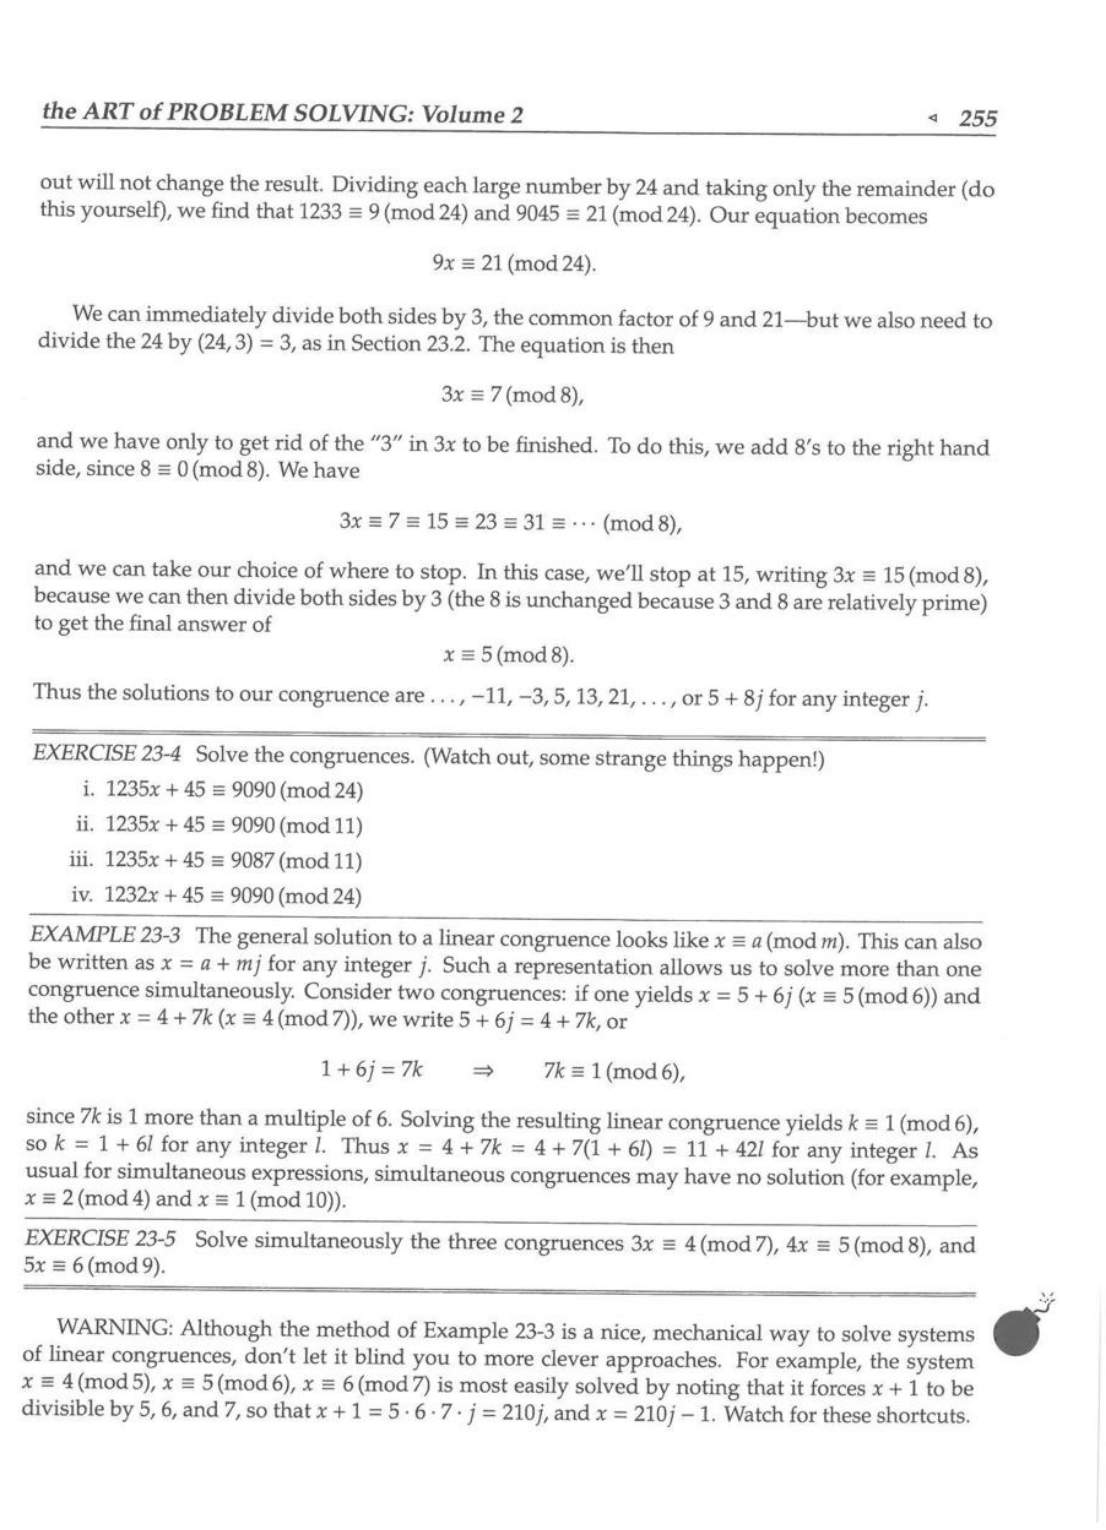 the ART of PROBLEM SOLVING: Volume 2 ◃ 255
out will not change the result. Dividing each large number by 24 and taking only the remainder (do
this yourself), we find that 1233 ≡ 9 (mod 24) and 9045 ≡ 21 (mod 24). Our equation becomes
9x ≡ 21 (mod 24).
We can immediately divide both sides by 3, the common factor of 9 and 21—but we also need to
divide the 24 by (24, 3) = 3, as in Section 23.2. The equation is then
3x ≡ 7 (mod 8),
and we have only to get rid of the "3" in 3x to be finished. To do this, we add 8's to the right hand
side, since 8 ≡ 0 (mod 8). We have
3x ≡ 7 ≡ 15 ≡ 23 ≡ 31 ≡ ··· (mod 8),
and we can take our choice of where to stop. In this case, we'll stop at 15, writing 3x ≡ 15 (mod 8),
because we can then divide both sides by 3 (the 8 is unchanged because 3 and 8 are relatively prime)
to get the final answer of
x ≡ 5 (mod 8).
Thus the solutions to our congruence are ..., −11, −3, 5, 13, 21, ..., or 5 + 8j for any integer j.
EXERCISE 23-4 Solve the congruences. (Watch out, some strange things happen!)
i. 1235x + 45 ≡ 9090 (mod 24)
ii. 1235x + 45 ≡ 9090 (mod 11)
iii. 1235x + 45 ≡ 9087 (mod 11)
iv. 1232x + 45 ≡ 9090 (mod 24)
EXAMPLE 23-3 The general solution to a linear congruence looks like x ≡ a (mod m). This can also
be written as x = a + mj for any integer j. Such a representation allows us to solve more than one
congruence simultaneously. Consider two congruences: if one yields x = 5 + 6j (x ≡ 5 (mod 6)) and
the other x = 4 + 7k (x ≡ 4 (mod 7)), we write 5 + 6j = 4 + 7k, or
1 + 6j = 7k ⇒ 7k ≡ 1 (mod 6),
since 7k is 1 more than a multiple of 6. Solving the resulting linear congruence yields k ≡ 1 (mod 6),
so k = 1 + 6l for any integer l. Thus x = 4 + 7k = 4 + 7(1 + 6l) = 11 + 42l for any integer l. As
usual for simultaneous expressions, simultaneous congruences may have no solution (for example,
x ≡ 2 (mod 4) and x ≡ 1 (mod 10)).
EXERCISE 23-5 Solve simultaneously the three congruences 3x ≡ 4 (mod 7), 4x ≡ 5 (mod 8), and
5x ≡ 6 (mod 9).
WARNING: Although the method of Example 23-3 is a nice, mechanical way to solve systems
of linear congruences, don't let it blind you to more clever approaches. For example, the system
x ≡ 4 (mod 5), x ≡ 5 (mod 6), x ≡ 6 (mod 7) is most easily solved by noting that it forces x + 1 to be
divisible by 5, 6, and 7, so that x + 1 = 5 · 6 · 7 · j = 210j, and x = 210j − 1. Watch for these shortcuts.